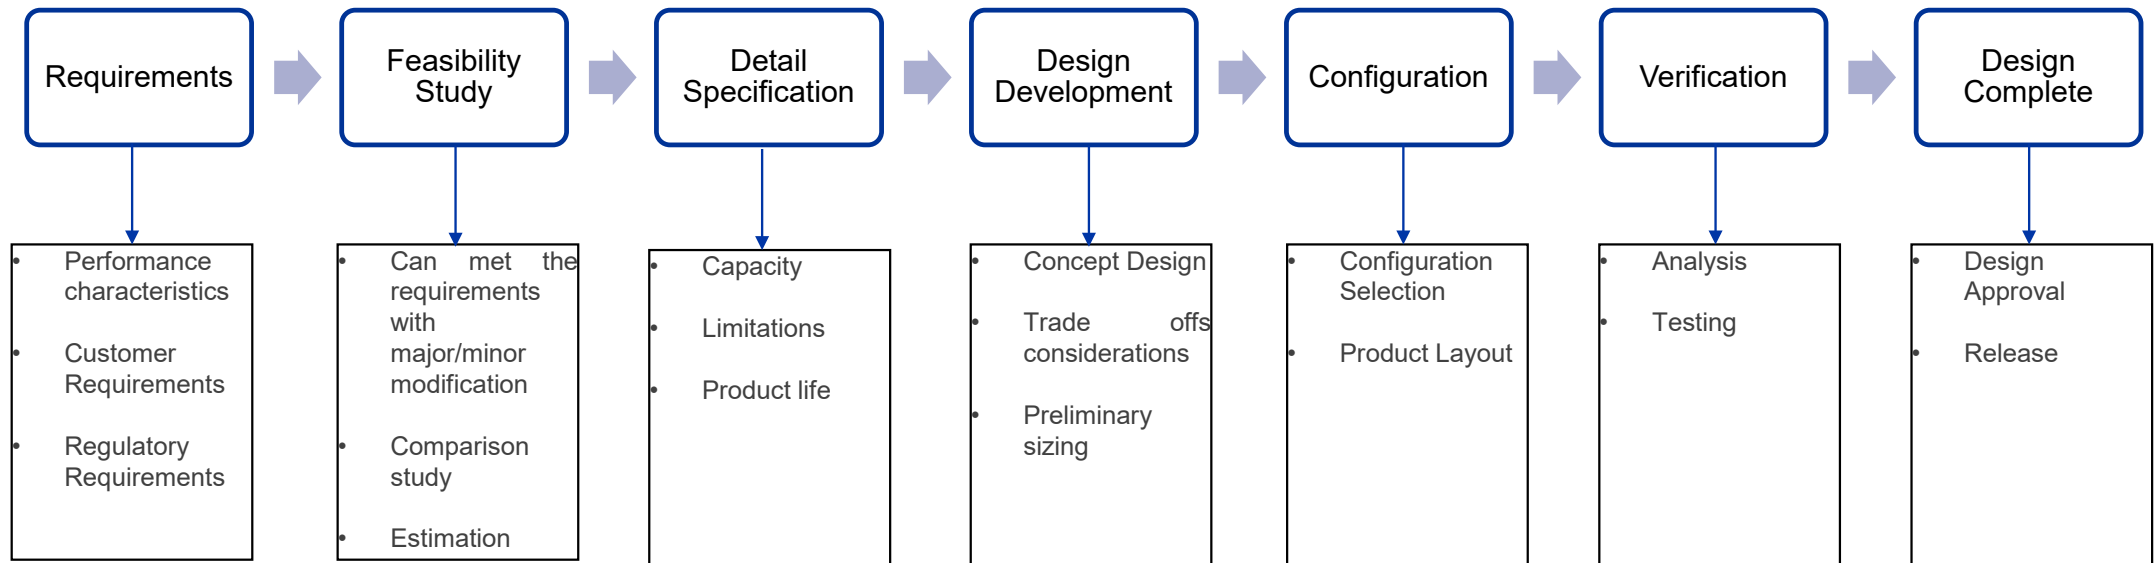 Requirements
Feasibility
Study
Detail
Specification
Design
Development
Configuration
Verification
Design
Complete
• Performance
characteristics
• Customer
Requirements
• Regulatory
Requirements
• Can met the
requirements
with
major/minor
modification
• Comparison
study
• Estimation
• Capacity
• Limitations
• Product life
• Concept Design
• Trade offs
considerations
• Preliminary
sizing
• Configuration
Selection
• Product Layout
• Analysis
• Testing
• Design
Approval
• Release